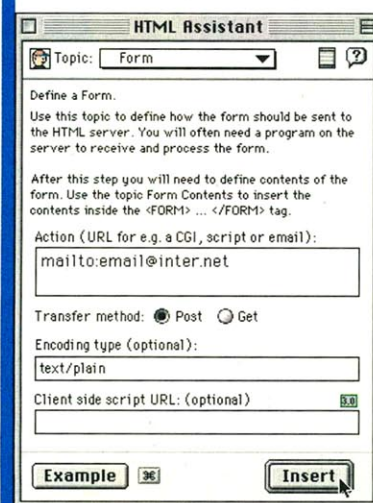 HTML Assistant
Topic: Form
Define a Form.
Use this topic to define how the form should be sent to
the HTML server. You will often need a program on the
server to receive and process the form.
After this step you will need to define contents of the
form. Use the topic Form Contents to insert the
contents inside the <FORM> ... </FORM> tag.
Action (URL for e.g. a CGI, script or email):
mailto:email@inter.net
Transfer method: Post Get
Encoding type (optional):
text/plain
Client side script URL: (optional) 3.0
Example Insert